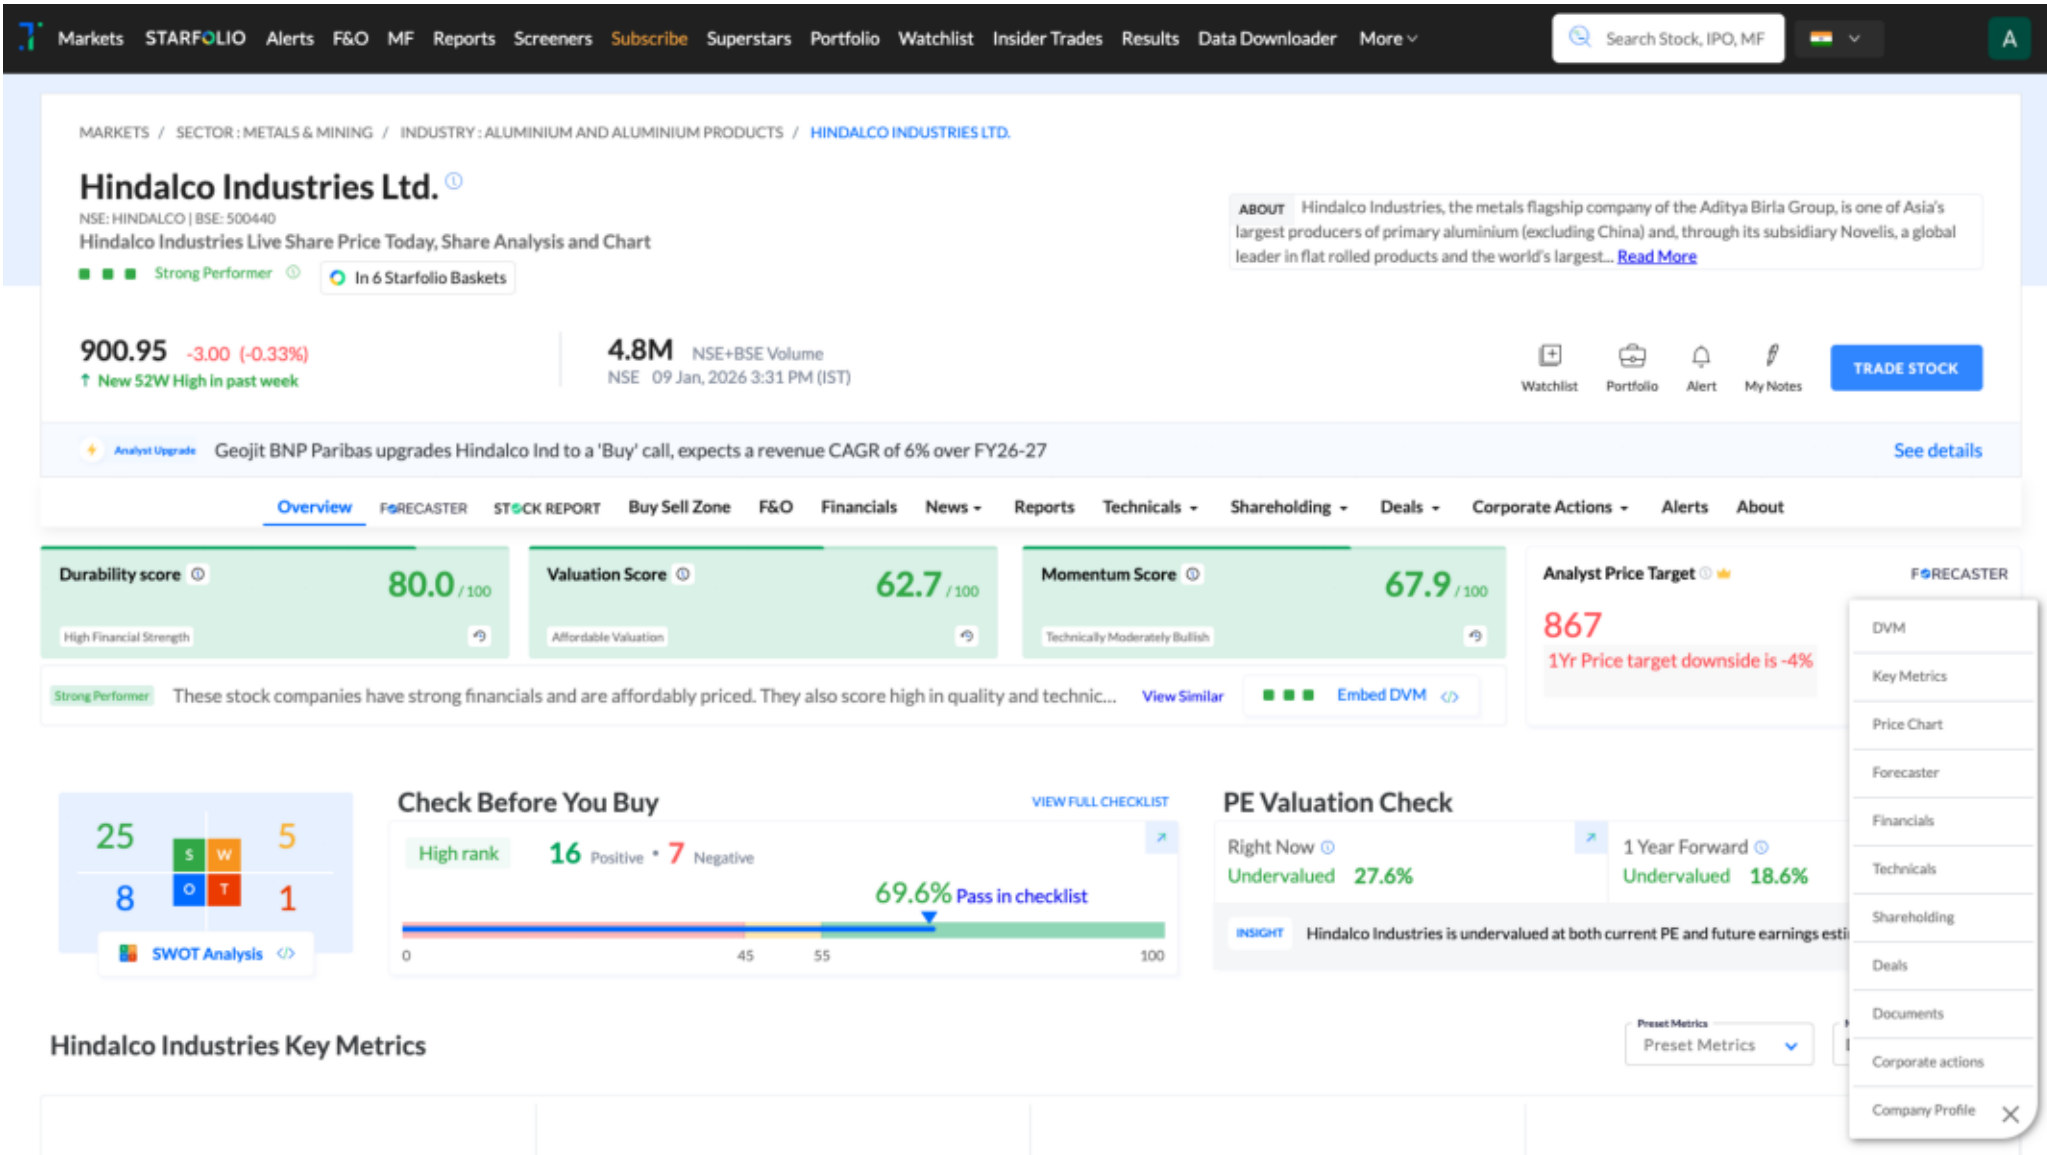 Markets STARFOLIO Alerts F&O MF Reports Screeners Subscribe Superstars Portfolio Watchlist Insider Trades Results Data Downloader More Search Stock, IPO, MF A
MARKETS / SECTOR : METALS & MINING / INDUSTRY : ALUMINIUM AND ALUMINIUM PRODUCTS / HINDALCO INDUSTRIES LTD.
Hindalco Industries Ltd.
NSE: HINDALCO | BSE: 500440
Hindalco Industries Live Share Price Today, Share Analysis and Chart
Strong Performer In 6 Starfolio Baskets
ABOUT Hindalco Industries, the metals flagship company of the Aditya Birla Group, is one of Asia's
largest producers of primary aluminium (excluding China) and, through its subsidiary Novelis, a global
leader in flat rolled products and the world's largest... Read More
900.95 -3.00 (-0.33%)
↑ New 52W High in past week
4.8M NSE+BSE Volume
NSE 09 Jan, 2026 3:31 PM (IST)
Watchlist Portfolio Alert My Notes TRADE STOCK
Analyst Upgrade Geojit BNP Paribas upgrades Hindalco Ind to a 'Buy' call, expects a revenue CAGR of 6% over FY26-27 See details
Overview FORECASTER STOCK REPORT Buy Sell Zone F&O Financials News Reports Technicals Shareholding Deals Corporate Actions Alerts About
Durability score 80.0 / 100
High Financial Strength
Valuation Score 62.7 / 100
Affordable Valuation
Momentum Score 67.9 / 100
Technically Moderately Bullish
Analyst Price Target FORECASTER
867
1Yr Price target downside is -4%
Strong Performer These stock companies have strong financials and are affordably priced. They also score high in quality and technic... View Similar Embed DVM </>
25 S W 5
8 O T 1
SWOT Analysis </>
Check Before You Buy VIEW FULL CHECKLIST
High rank 16 Positive • 7 Negative
69.6% Pass in checklist
0 45 55 100
PE Valuation Check
Right Now
Undervalued 27.6%
1 Year Forward
Undervalued 18.6%
INSIGHT Hindalco Industries is undervalued at both current PE and future earnings esti
Hindalco Industries Key Metrics
Preset Metrics
Preset Metrics
DVM
Key Metrics
Price Chart
Forecaster
Financials
Technicals
Shareholding
Deals
Documents
Corporate actions
Company Profile